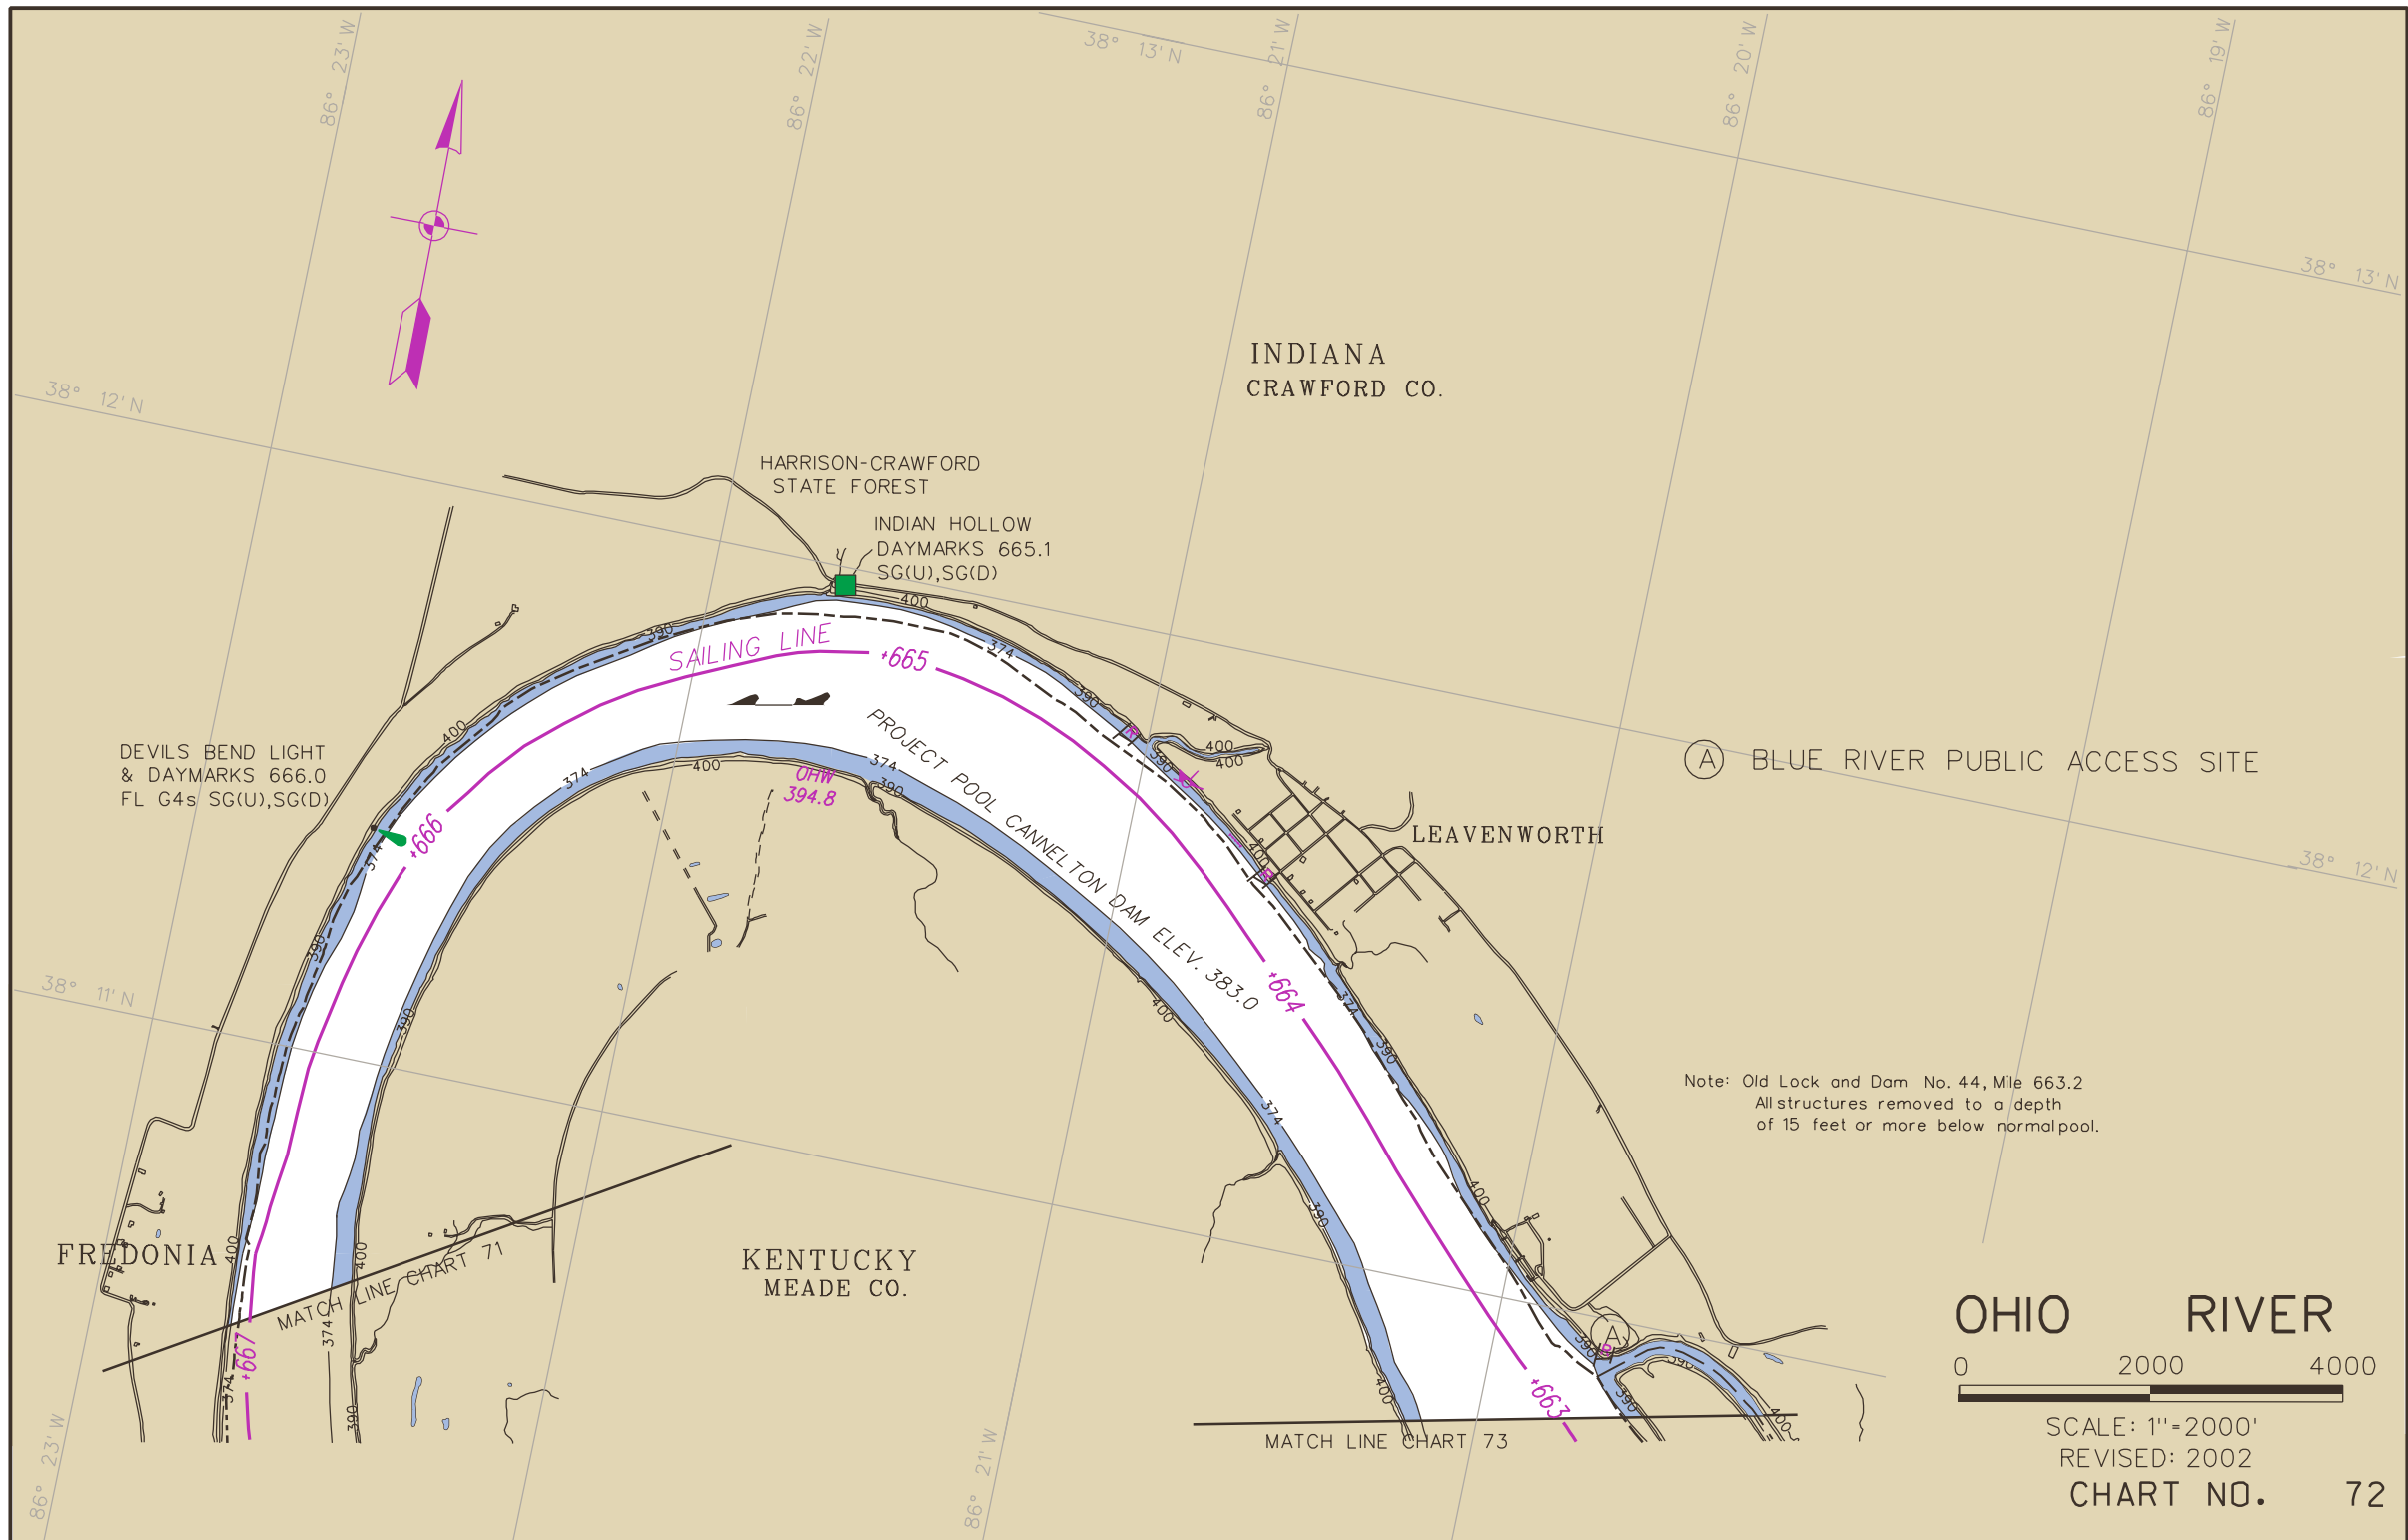 86° 23' W
86° 22' W
38° 13' N
86° 21' W
86° 20' W
86° 19' W
38° 13' N
INDIANA
CRAWFORD CO.
38° 12' N
HARRISON-CRAWFORD
STATE FOREST
INDIAN HOLLOW
DAYMARKS 665.1
SG(U),SG(D)
400
390
SAILING LINE
+665
374
390
400
DEVILS BEND LIGHT
& DAYMARKS 666.0
FL G4s SG(U),SG(D)
R
400
400
390
374
400
OHW
394.8
374
390
PROJECT POOL CANNELTON DAM ELEV. 383.0
A BLUE RIVER PUBLIC ACCESS SITE
+666
374
LEAVENWORTH
400
R
38° 12' N
390
38° 11' N
390
400
+664
374
390
Note: Old Lock and Dam No. 44, Mile 663.2
All structures removed to a depth
of 15 feet or more below normal pool.
374
400
390
FREDONIA
400
400
MATCH LINE CHART 71
KENTUCKY
MEADE CO.
374
+667
374
390
A
R
390
390
390
400
400
+663
MATCH LINE CHART 73
86° 23' W
86° 21' W
OHIO RIVER
0 2000 4000
SCALE: 1"=2000'
REVISED: 2002
CHART NO. 72